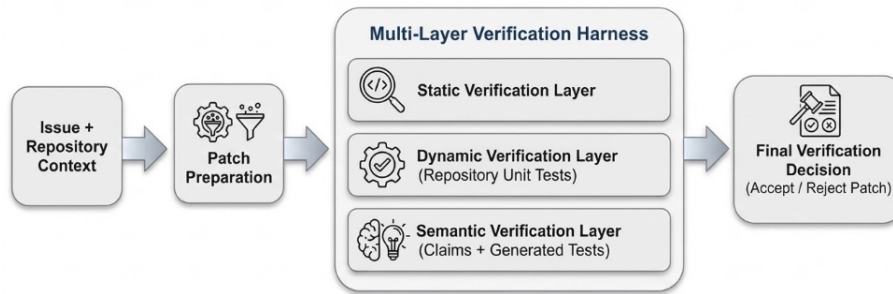 Issue +
Repository
Context
Patch
Preparation
Multi-Layer Verification Harness
</>
Static Verification Layer
Dynamic Verification Layer
(Repository Unit Tests)
Semantic Verification Layer
(Claims + Generated Tests)
Final Verification
Decision
(Accept / Reject Patch)